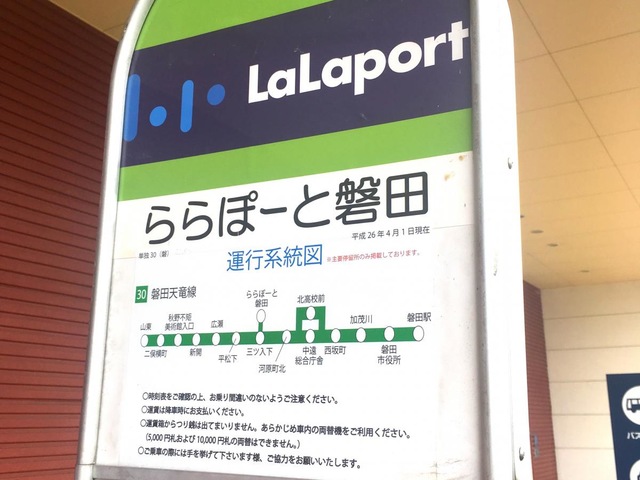 LaLaport
ららぽーと磐田
単独30(磐)
平成26年4月1日現在
運行系統図
※主要停留所のみ掲載しております。
30 磐田天竜線
ららぽーと
磐田
北高校前
山東
秋野不矩
美術館入口
広瀬
加茂川
磐田駅
二俣横町
新開
平松下
三ツ入下
河原町北
中遠
総合庁舎
西坂町
磐田
市役所
○時刻表をご確認の上、お乗り間違いのないようご注意ください。
○運賃は降車時にお支払いください。
○運賃箱からつり銭は出てまいりません。あらかじめ車内の両替機をご利用ください。
(5,000円札および10,000円札の両替はできません。)
○ご乗車の際には手を挙げて下さいます様、ご協力をお願いいたします。
バス